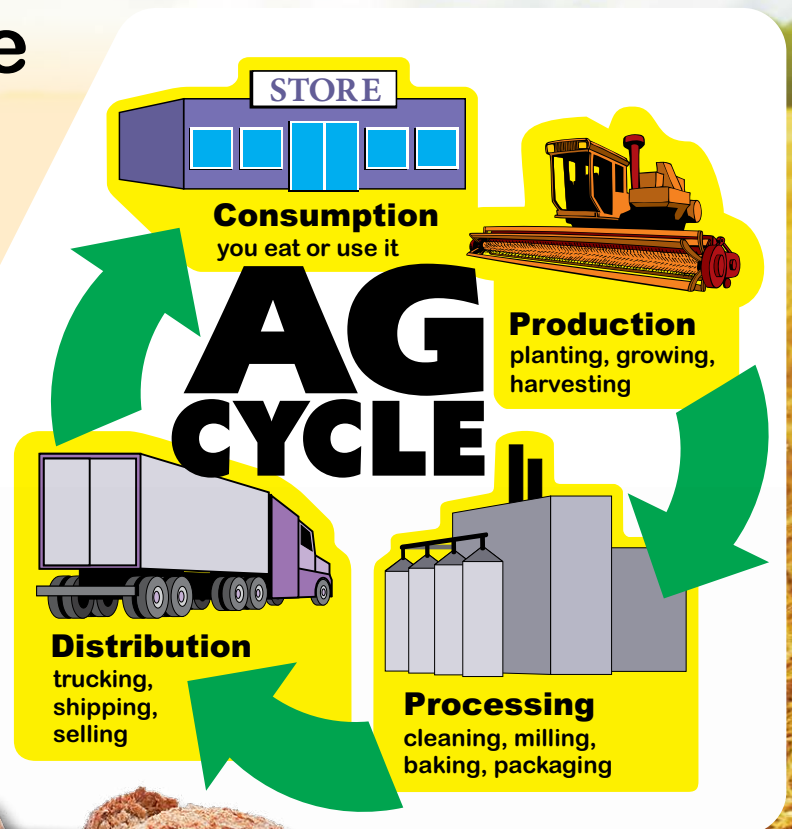 e
STORE
Consumption
you eat or use it
AG
CYCLE
Production
planting, growing,
harvesting
Distribution
trucking,
shipping,
selling
Processing
cleaning, milling,
baking, packaging